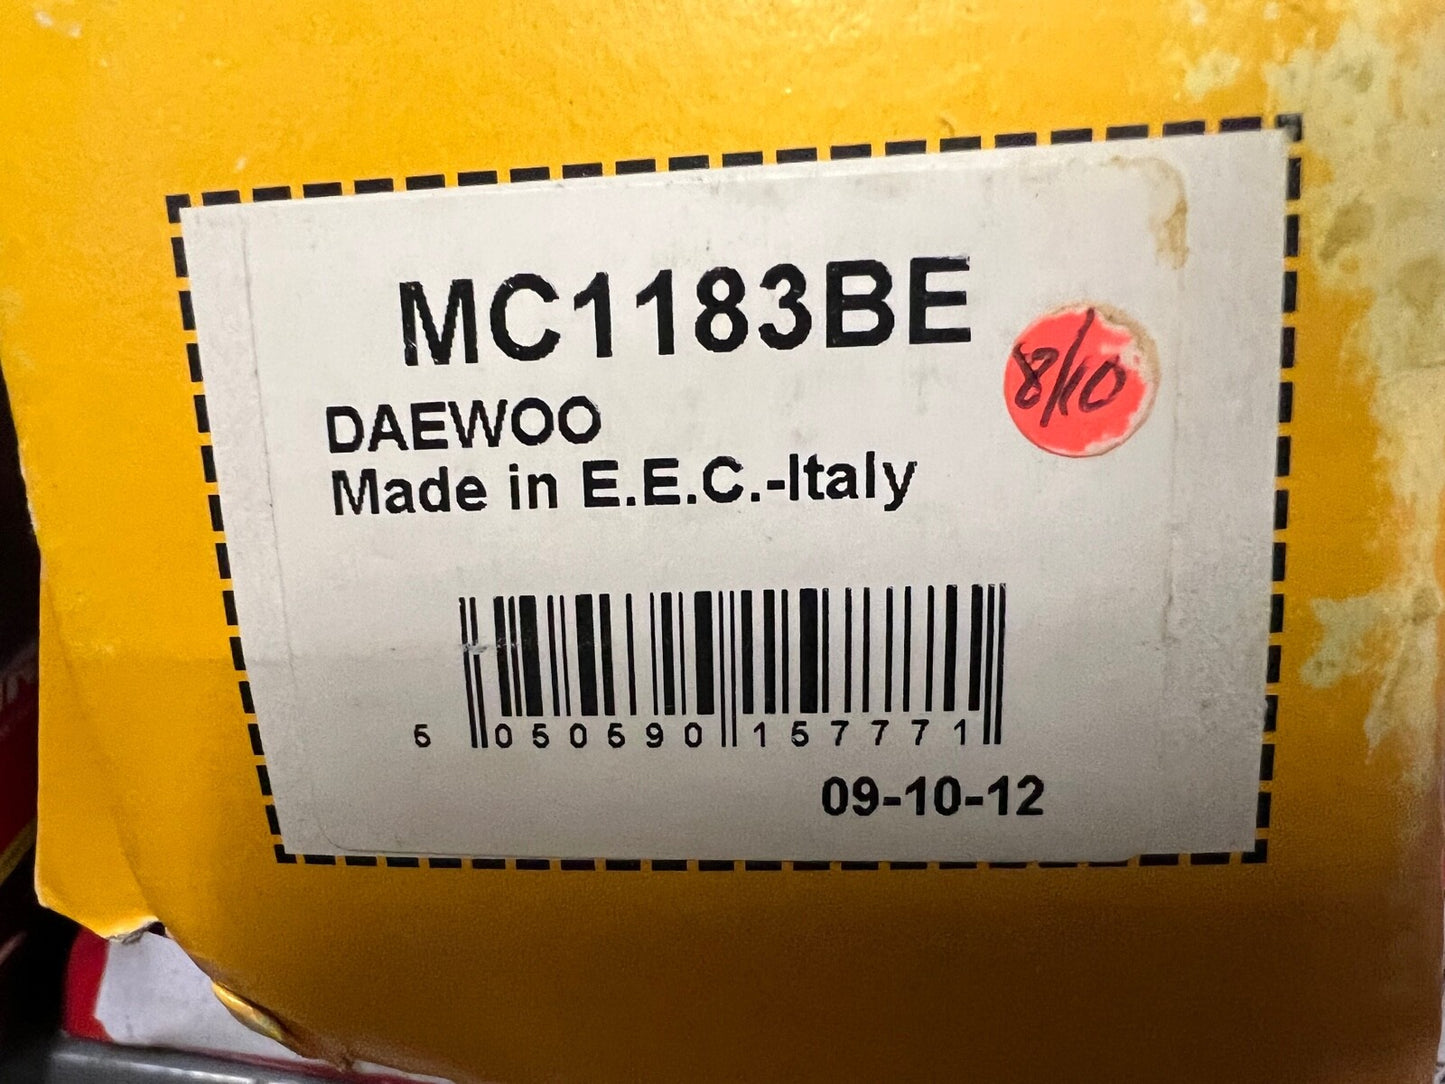 MC1183BE
8/10
DAEWOO
Made in E.E.C.-Italy
5 050590 157771
09-10-12